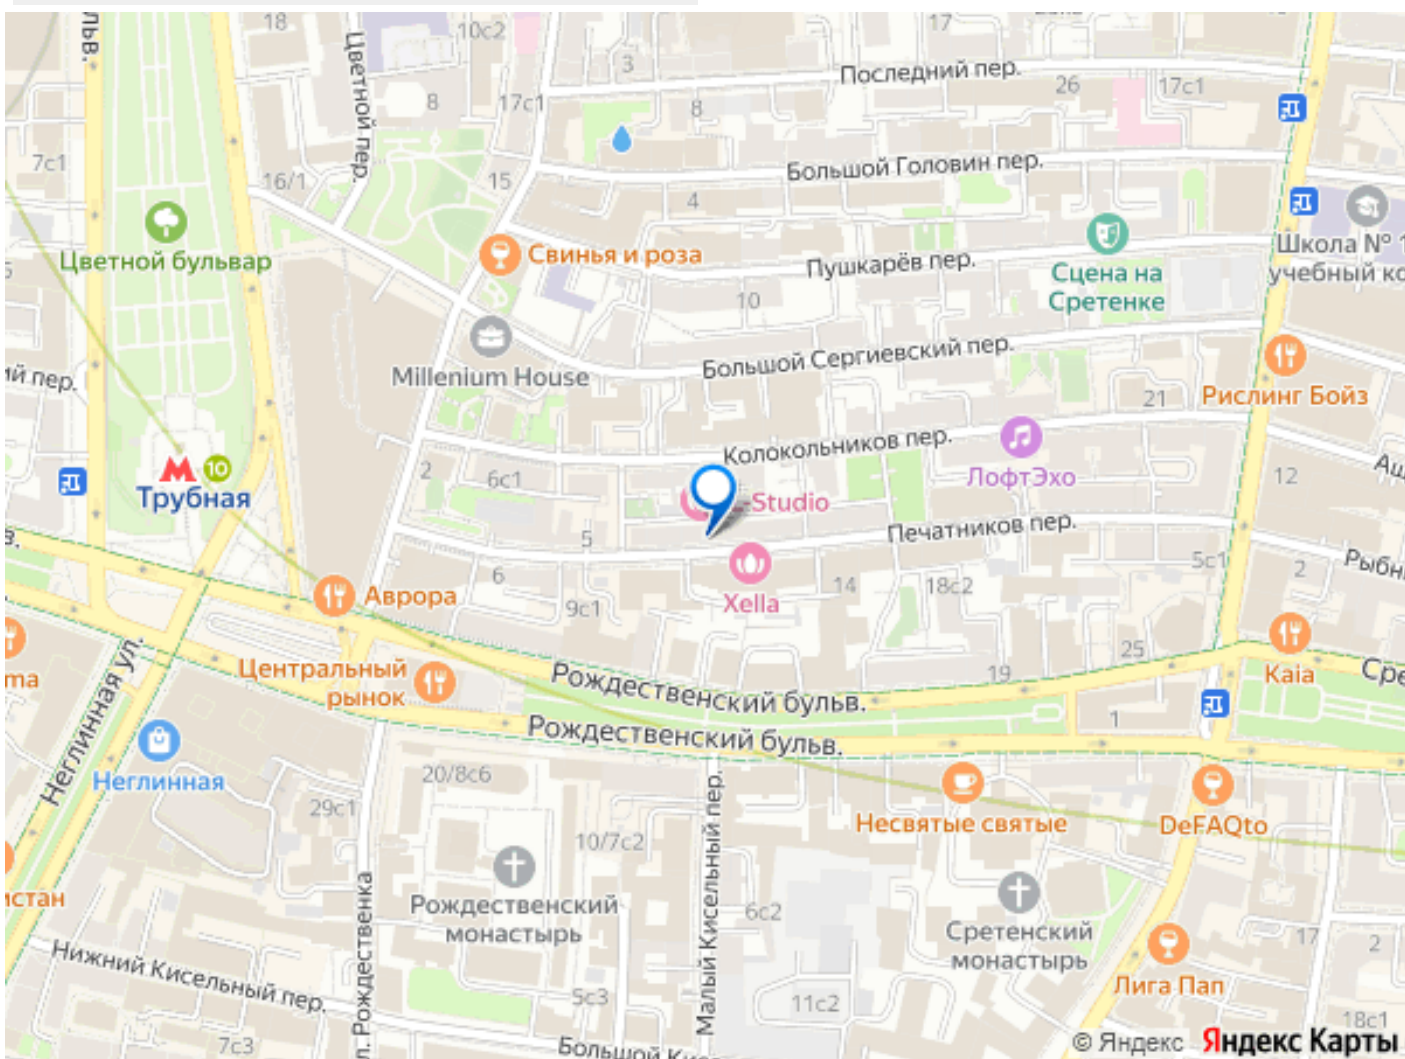 18
10с2
17
Последний пер.
3
26
17с1
8
17с1
8
Цветной пер.
7с1
16/1
15
Большой Головин пер.
4
Цветной бульвар
Свинья и роза
Пушкарёв пер.
Сцена на
Сретенке
Школа № 1
учебный ко
10
Millenium House
Большой Сергиевский пер.
ий пер.
21
Рислинг Бойз
Колокольников пер.
ЛофтЭхо
2
6с1
12
М 10
Трубная
-Studio
Печатников пер.
5
5с1
2
6
14
18с2
Аврора
9с1
Xella
25
Kaia
19
Центральный
рынок
Рождественский бульв.
1
Рождественский бульв.
Неглинная ул.
Неглинная
20/8с6
29с1
10/7с2
Малый Кисельный пер.
Несвятые святые
DeFAQto
Рождественский
монастырь
6с2
Сретенский
монастырь
17
2
Нижний Кисельный пер.
л. Рождественка
5с3
11с2
Лига Пап
18с1
7с3
© Яндекс Яндекс Карты